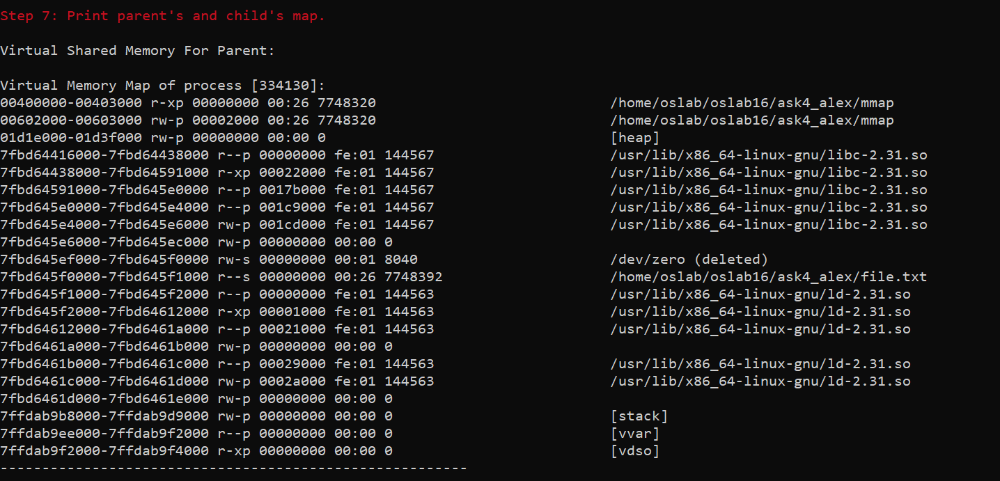 Step 7: Print parent's and child's map.
Virtual Shared Memory For Parent:
Virtual Memory Map of process [334130]:
00400000-00403000 r-xp 00000000 00:26 7748320 /home/oslab/oslab16/ask4_alex/mmap
00602000-00603000 rw-p 00002000 00:26 7748320 /home/oslab/oslab16/ask4_alex/mmap
01d1e000-01d3f000 rw-p 00000000 00:00 0 [heap]
7fbd64416000-7fbd64438000 r--p 00000000 fe:01 144567 /usr/lib/x86_64-linux-gnu/libc-2.31.so
7fbd64438000-7fbd64591000 r-xp 00022000 fe:01 144567 /usr/lib/x86_64-linux-gnu/libc-2.31.so
7fbd64591000-7fbd645e0000 r--p 0017b000 fe:01 144567 /usr/lib/x86_64-linux-gnu/libc-2.31.so
7fbd645e0000-7fbd645e4000 r--p 001c9000 fe:01 144567 /usr/lib/x86_64-linux-gnu/libc-2.31.so
7fbd645e4000-7fbd645e6000 rw-p 001cd000 fe:01 144567 /usr/lib/x86_64-linux-gnu/libc-2.31.so
7fbd645e6000-7fbd645ec000 rw-p 00000000 00:00 0
7fbd645ef000-7fbd645f0000 rw-s 00000000 00:01 8040 /dev/zero (deleted)
7fbd645f0000-7fbd645f1000 r--s 00000000 00:26 7748392 /home/oslab/oslab16/ask4_alex/file.txt
7fbd645f1000-7fbd645f2000 r--p 00000000 fe:01 144563 /usr/lib/x86_64-linux-gnu/ld-2.31.so
7fbd645f2000-7fbd64612000 r-xp 00001000 fe:01 144563 /usr/lib/x86_64-linux-gnu/ld-2.31.so
7fbd64612000-7fbd6461a000 r--p 00021000 fe:01 144563 /usr/lib/x86_64-linux-gnu/ld-2.31.so
7fbd6461a000-7fbd6461b000 rw-p 00000000 00:00 0
7fbd6461b000-7fbd6461c000 r--p 00029000 fe:01 144563 /usr/lib/x86_64-linux-gnu/ld-2.31.so
7fbd6461c000-7fbd6461d000 rw-p 0002a000 fe:01 144563 /usr/lib/x86_64-linux-gnu/ld-2.31.so
7fbd6461d000-7fbd6461e000 rw-p 00000000 00:00 0
7ffdab9b8000-7ffdab9d9000 rw-p 00000000 00:00 0 [stack]
7ffdab9ee000-7ffdab9f2000 r--p 00000000 00:00 0 [vvar]
7ffdab9f2000-7ffdab9f4000 r-xp 00000000 00:00 0 [vdso]
--------------------------------------------------------